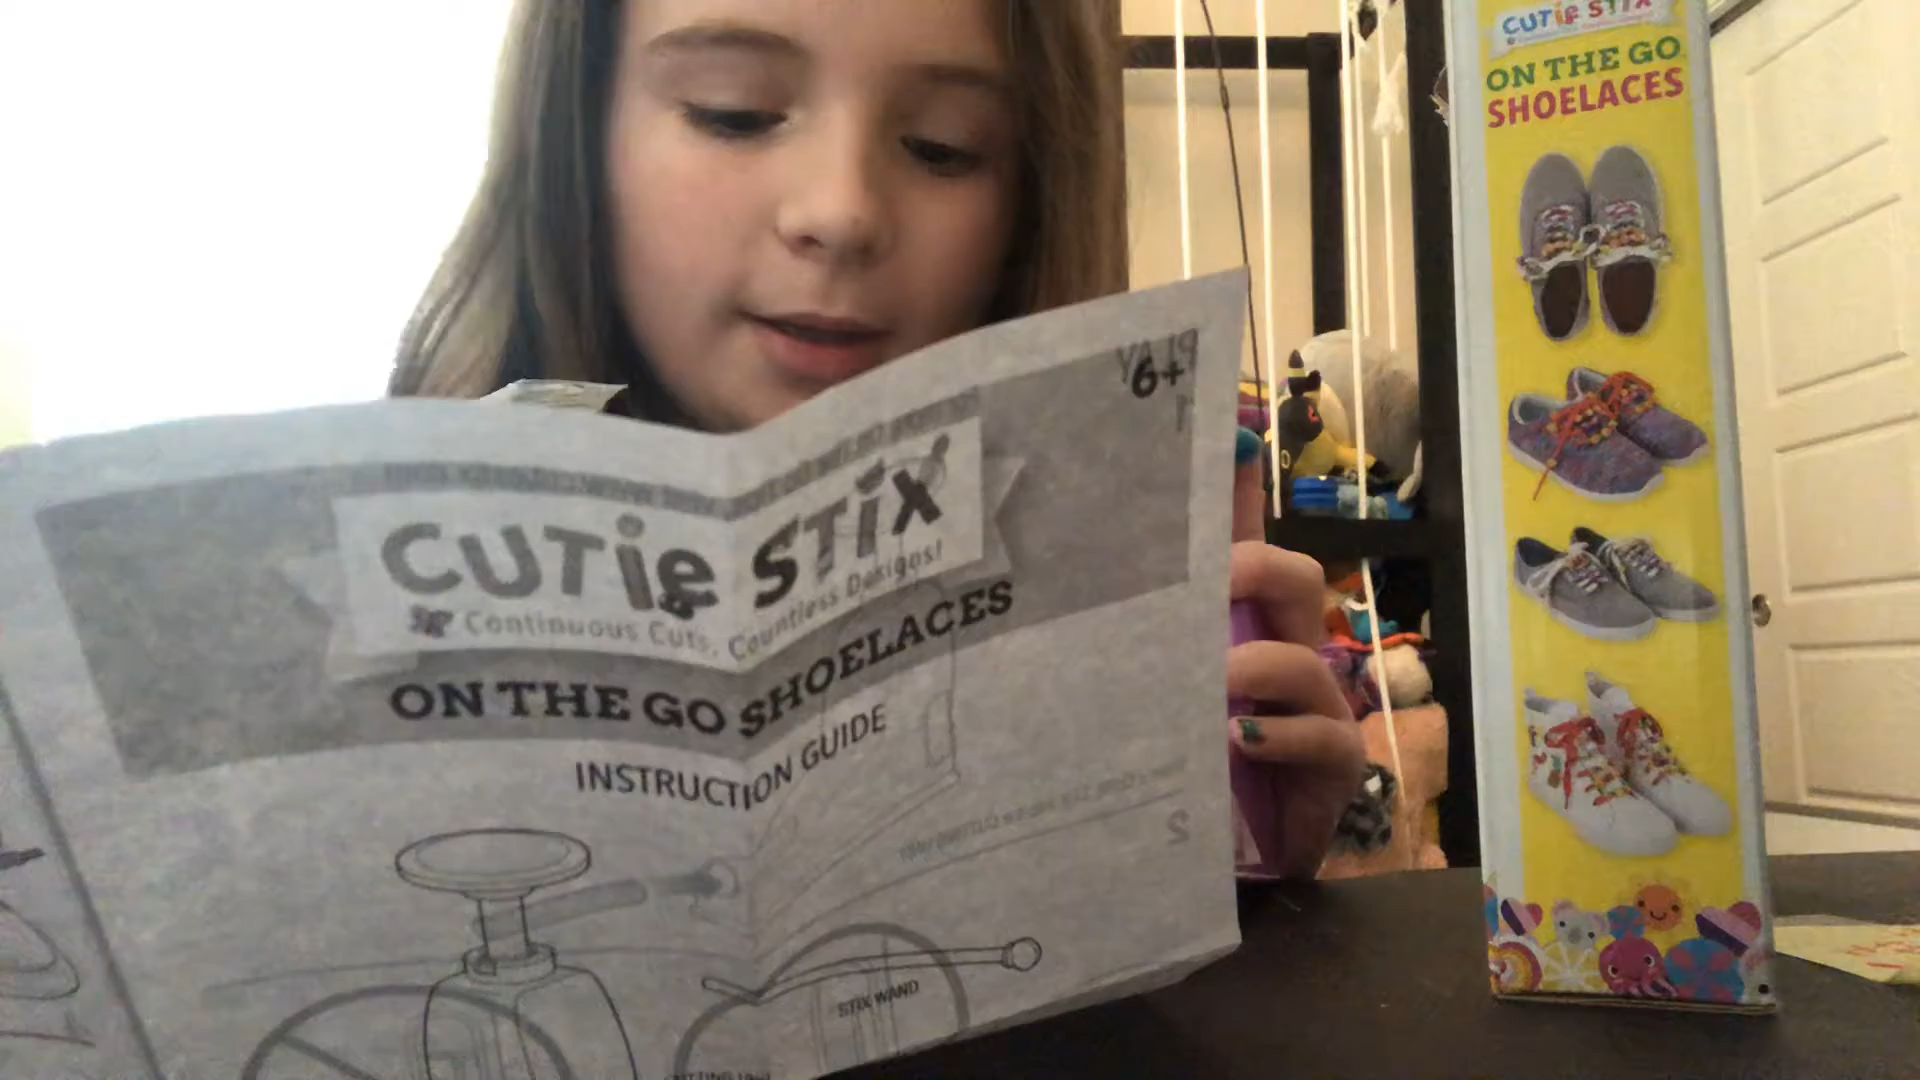 CUTiE STiX
Continuous Cuts, Countless Designs!
ON THE GO SHOELACES
INSTRUCTION GUIDE
6+
STIX WAND
CUTiE STiX
ON THE GO
SHOELACES